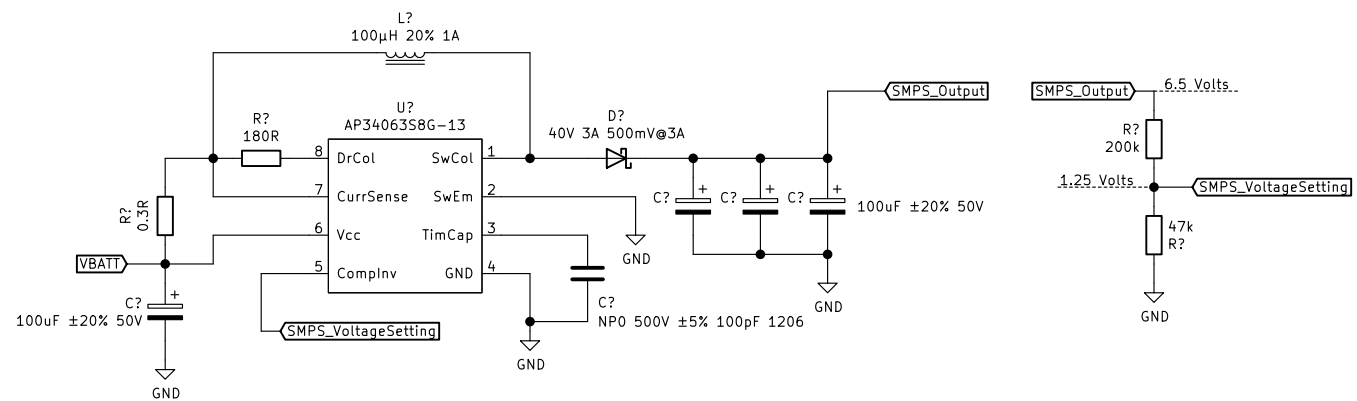 L?
100µH 20% 1A
U?
AP34063S8G-13
R?
180R
8
DrCol
SwCol
1
7
CurrSense
SwEm
2
6
Vcc
TimCap
3
5
CompInv
GND
4
R?
0.3R
VBATT
C?
+
100uF ±20% 50V
GND
SMPS_VoltageSetting
GND
C?
NP0 500V ±5% 100pF 1206
GND
D?
40V 3A 500mV@3A
C?
+
C?
+
C?
+
100uF ±20% 50V
GND
SMPS_Output
SMPS_Output
6.5 Volts
R?
200k
1.25 Volts
SMPS_VoltageSetting
47k
R?
GND